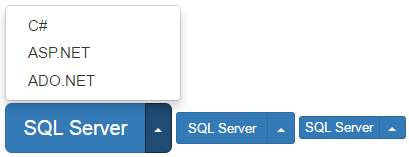 C#
ASP.NET
ADO.NET
SQL Server
SQL Server
SQL Server